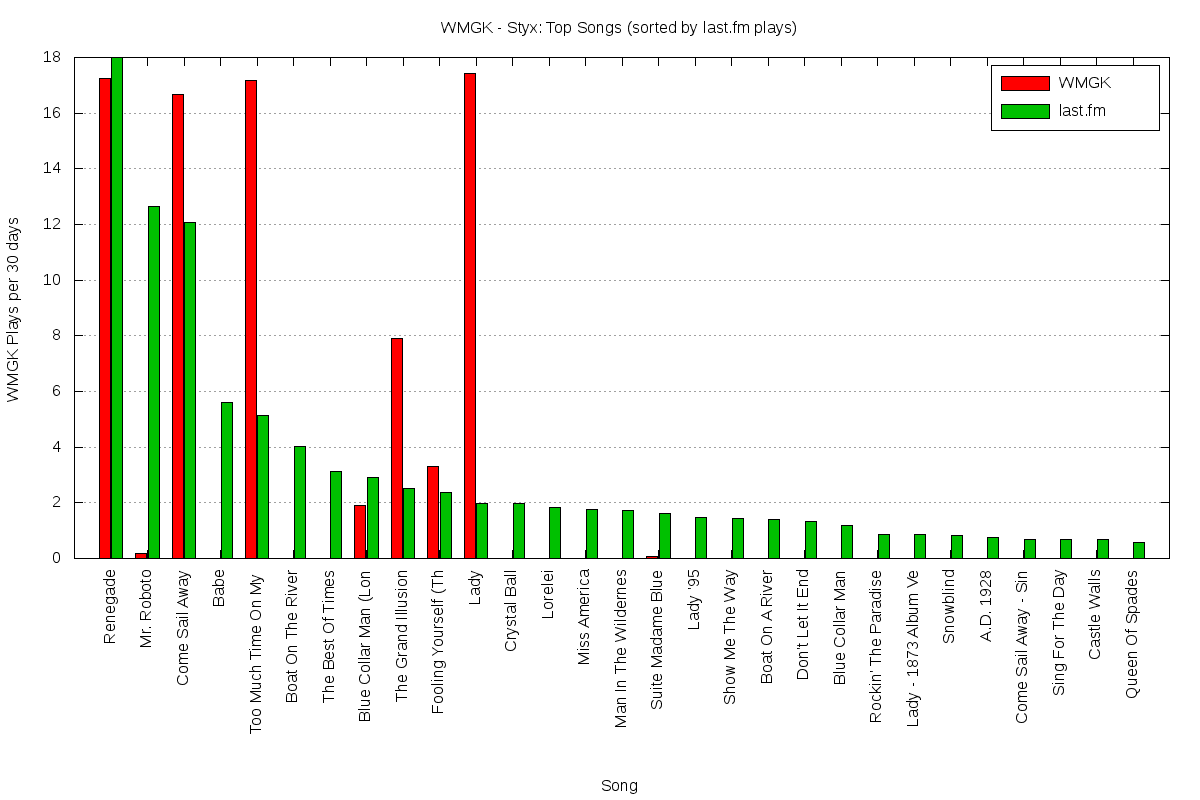 WMGK - Styx: Top Songs (sorted by last.fm plays)
WMGK
last.fm
18
16
14
12
10
8
6
4
2
0
WMGK Plays per 30 days
Renegade
Mr. Roboto
Come Sail Away
Babe
Too Much Time On My
Boat On The River
The Best Of Times
Blue Collar Man (Lon
The Grand Illusion
Fooling Yourself (Th
Lady
Crystal Ball
Lorelei
Miss America
Man In The Wildernes
Suite Madame Blue
Lady '95
Show Me The Way
Boat On A River
Don't Let It End
Blue Collar Man
Rockin' The Paradise
Lady - 1873 Album Ve
Snowblind
A.D. 1928
Come Sail Away - Sin
Sing For The Day
Castle Walls
Queen Of Spades
Song